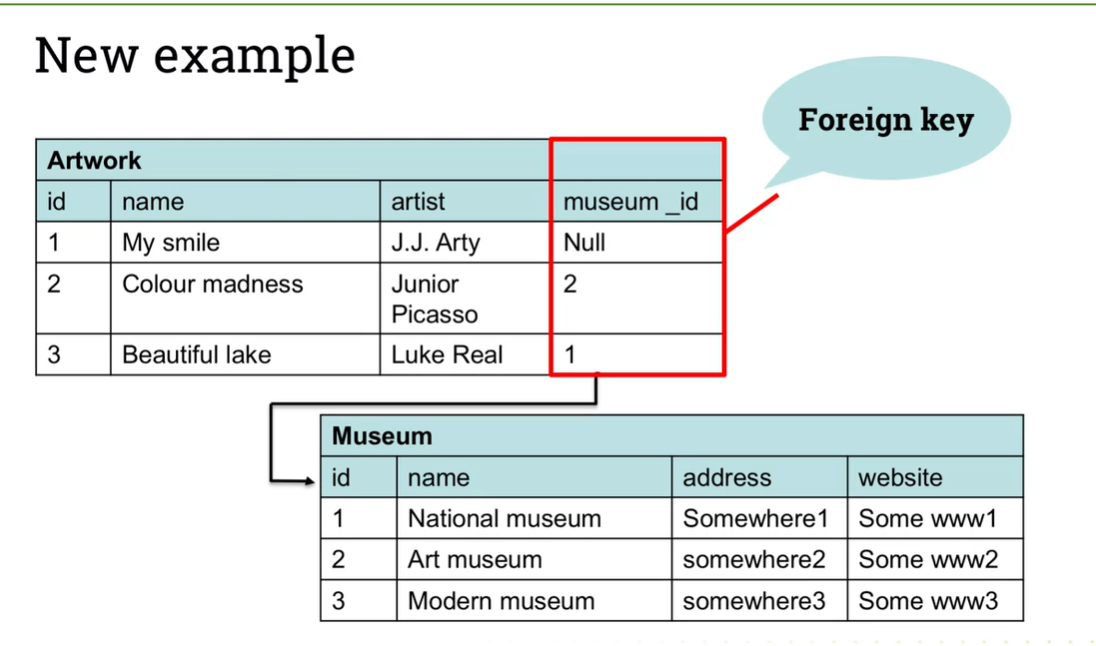 New example
Foreign key
Artwork
id name artist museum _id
1 My smile J.J. Arty Null
2 Colour madness Junior Picasso 2
3 Beautiful lake Luke Real 1
Museum
id name address website
1 National museum Somewhere1 Some www1
2 Art museum somewhere2 Some www2
3 Modern museum somewhere3 Some www3